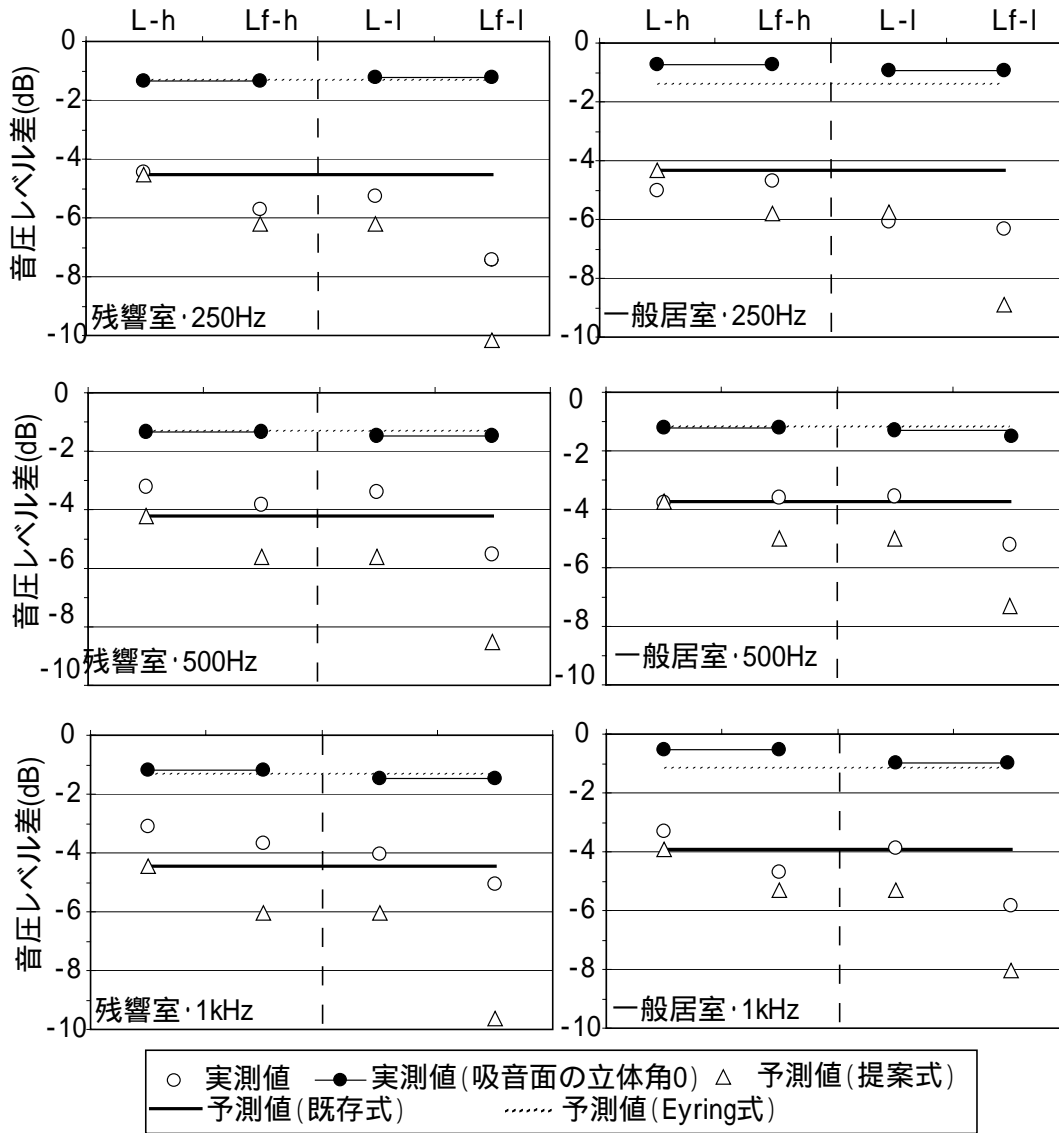 L-h Lf-h L-l Lf-l
L-h Lf-h L-l Lf-l
音圧レベル差(dB)
0
-2
-4
-6
-8
-10
残響室・250Hz
0
-2
-4
-6
-8
-10
一般居室・250Hz
音圧レベル差(dB)
0
-2
-4
-6
-8
-10
残響室・500Hz
0
-2
-4
-6
-8
-10
一般居室・500Hz
音圧レベル差(dB)
0
-2
-4
-6
-8
-10
残響室・1kHz
0
-2
-4
-6
-8
-10
一般居室・1kHz
実測値 実測値(吸音面の立体角0) 予測値(提案式)
予測値(既存式) 予測値(Eyring式)